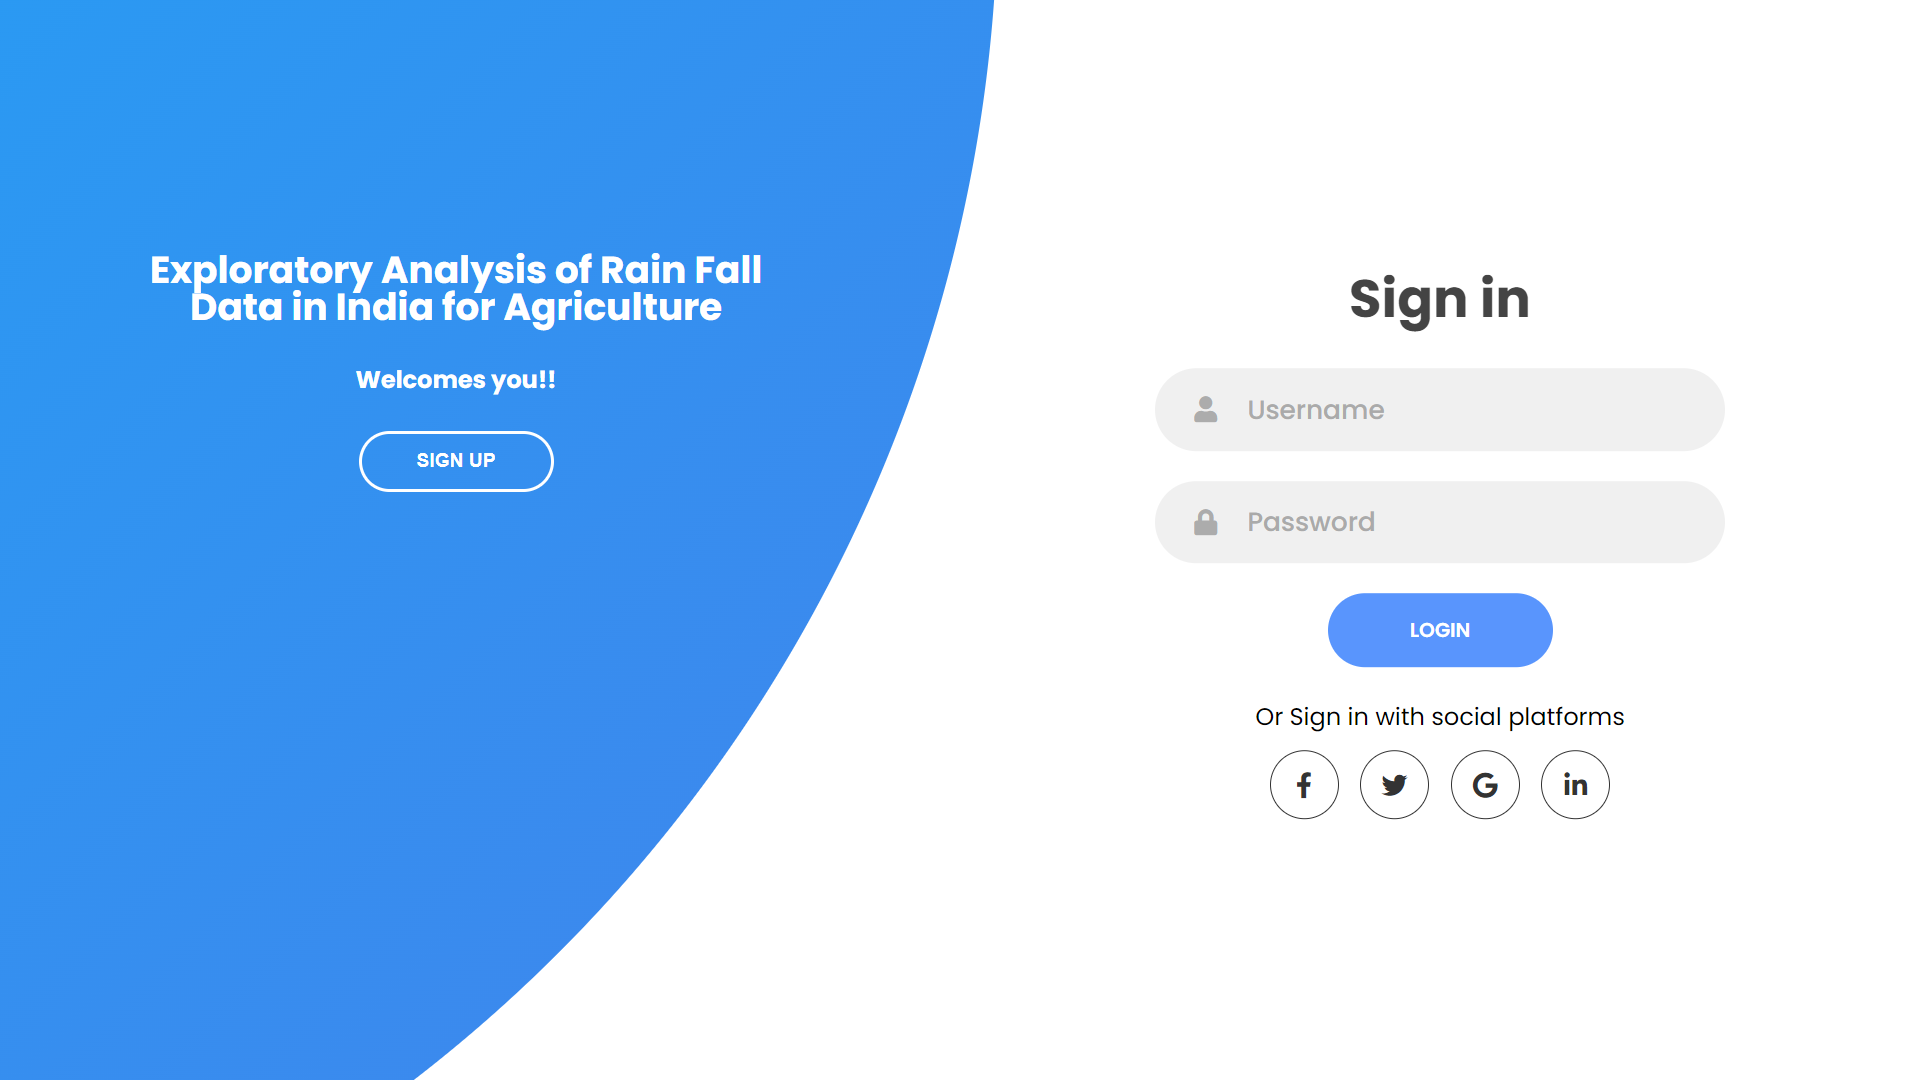 Exploratory Analysis of Rain Fall
Data in India for Agriculture
Welcomes you!!
SIGN UP
Sign in
Username
Password
LOGIN
Or Sign in with social platforms